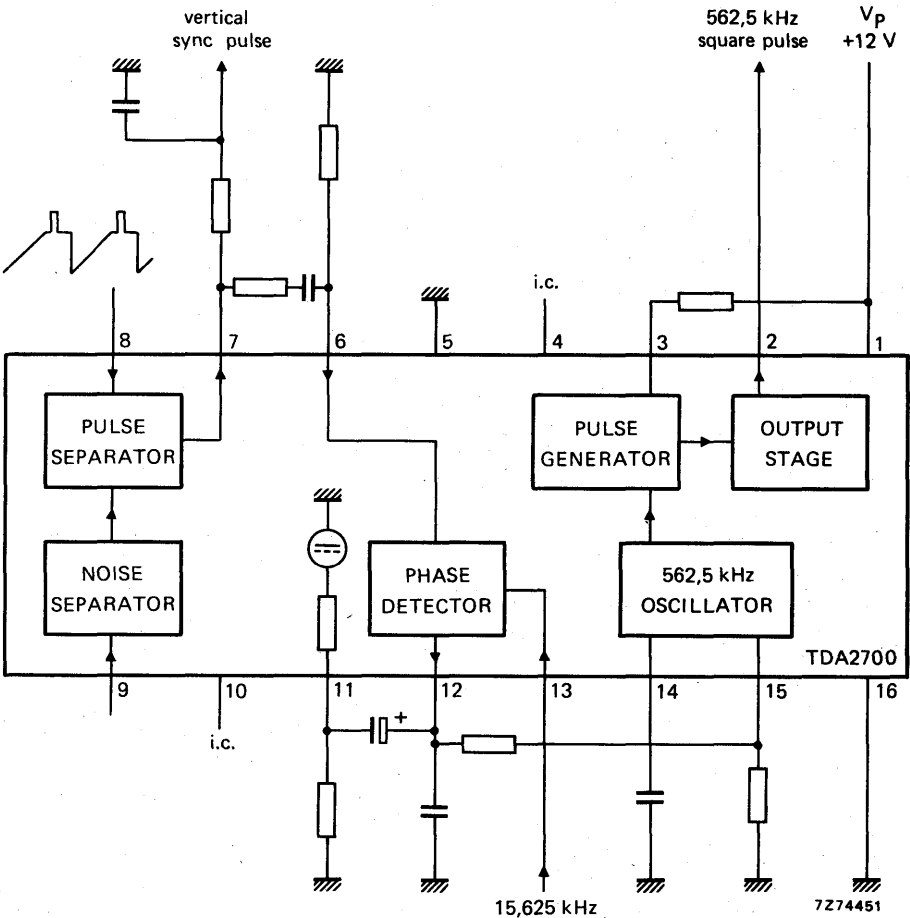 vertical
sync pulse
562,5 kHz
square pulse
VP
+12 V
i.c.
8
7
6
5
4
3
2
1
PULSE
SEPARATOR
PULSE
GENERATOR
OUTPUT
STAGE
NOISE
SEPARATOR
PHASE
DETECTOR
562,5 kHz
OSCILLATOR
TDA2700
9
10
11
12
13
14
15
16
i.c.
+
15,625 kHz
7Z74451